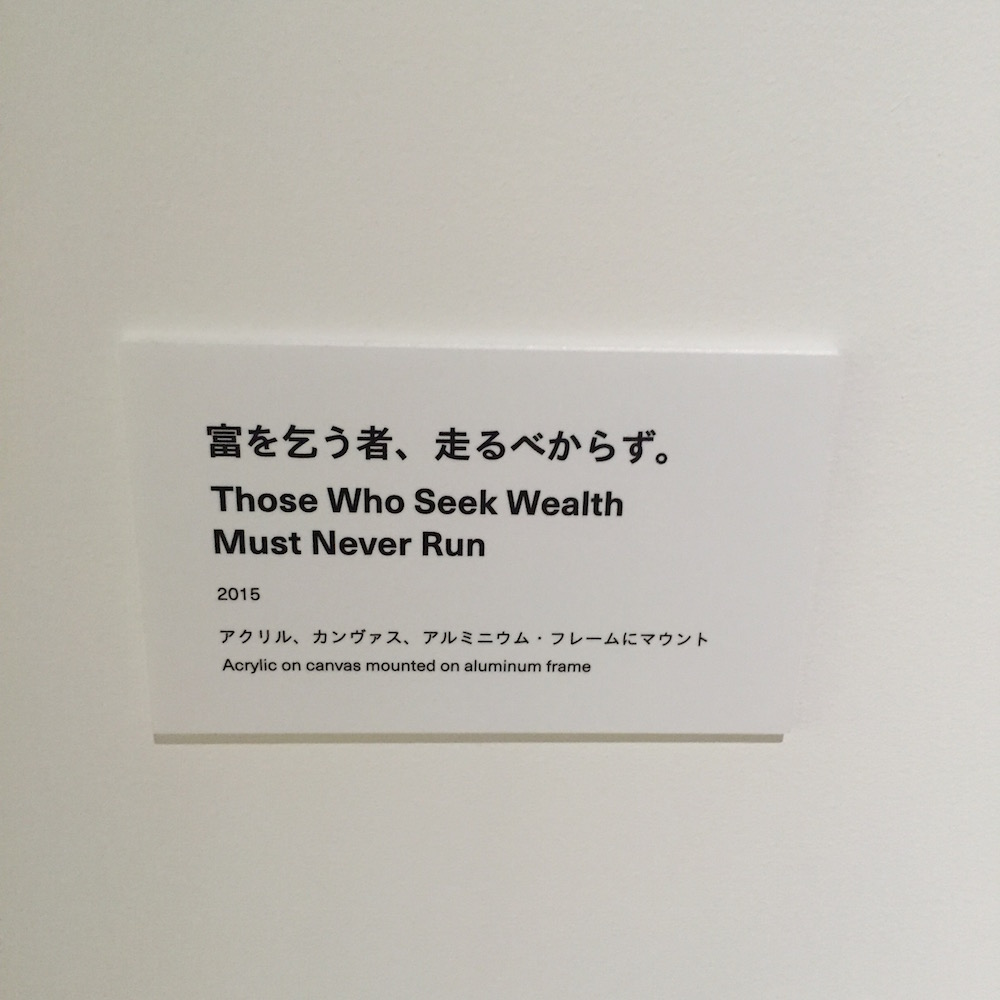 富を乞う者、走るべからず。
Those Who Seek Wealth
Must Never Run
2015
アクリル、カンヴァス、アルミニウム・フレームにマウント
Acrylic on canvas mounted on aluminum frame